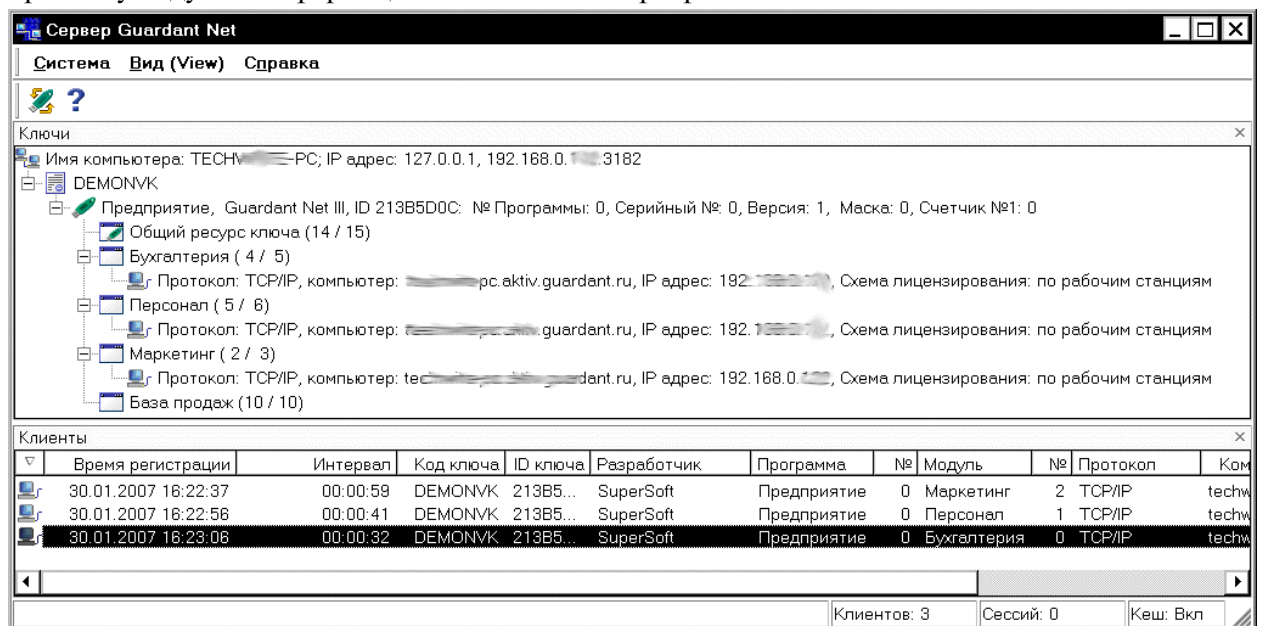 Сервер Guardant Net
Система Вид (View) Справка
?
Ключи
Имя компьютера: TECH -PC; IP адрес: 127.0.0.1, 192.168.0. :3182
DEMONVK
Предприятие, Guardant Net III, ID 213B5D0C: № Программы: 0, Серийный №: 0, Версия: 1, Маска: 0, Счетчик №1: 0
Общий ресурс ключа (14 / 15)
Бухгалтерия ( 4 / 5)
Протокол: TCP/IP, компьютер: pc.aktiv.guardant.ru, IP адрес: 192. , Схема лицензирования: по рабочим станциям
Персонал ( 5 / 6)
Протокол: TCP/IP, компьютер: .guardant.ru, IP адрес: 192. , Схема лицензирования: по рабочим станциям
Маркетинг ( 2 / 3)
Протокол: TCP/IP, компьютер: tec dant.ru, IP адрес: 192.168.0. , Схема лицензирования: по рабочим станциям
База продаж (10 / 10)
Клиенты
Время регистрации Интервал Код ключа ID ключа Разработчик Программа № Модуль № Протокол Ком
30.01.2007 16:22:37 00:00:59 DEMONVK 213B5... SuperSoft Предприятие 0 Маркетинг 2 TCP/IP techw
30.01.2007 16:22:56 00:00:41 DEMONVK 213B5... SuperSoft Предприятие 0 Персонал 1 TCP/IP techw
30.01.2007 16:23:06 00:00:32 DEMONVK 213B5... SuperSoft Предприятие 0 Бухгалтерия 0 TCP/IP techw
Клиентов: 3 Сессий: 0 Кеш: Вкл